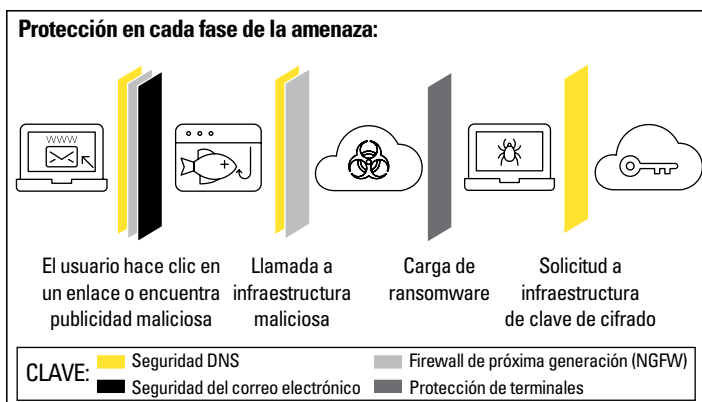 Protección en cada fase de la amenaza:
WWW
El usuario hace clic en
un enlace o encuentra
publicidad maliciosa
Llamada a
infraestructura
maliciosa
Carga de
ransomware
Solicitud a
infraestructura
de clave de cifrado
CLAVE:
Seguridad DNS
Firewall de próxima generación (NGFW)
Seguridad del correo electrónico
Protección de terminales